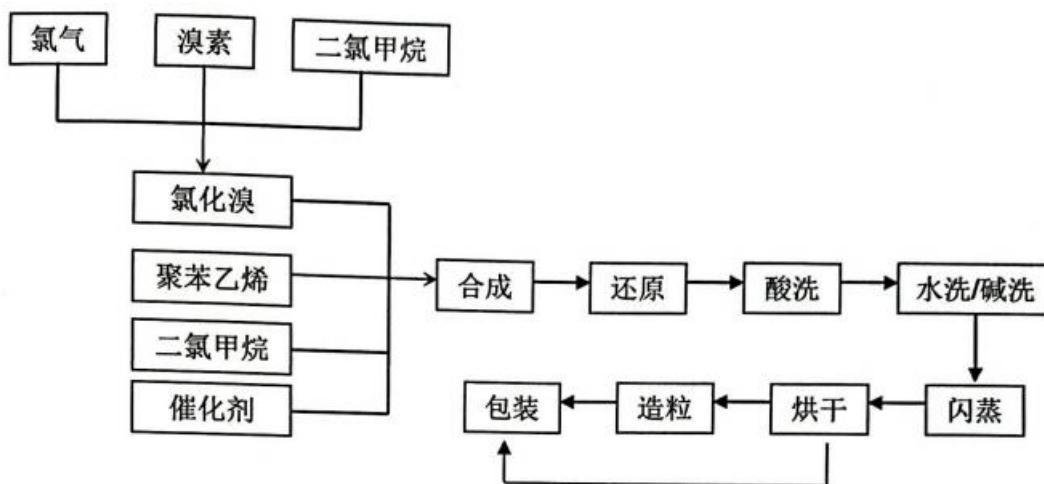 氯气
溴素
二氯甲烷
氯化溴
聚苯乙烯
二氯甲烷
催化剂
合成
还原
酸洗
水洗/碱洗
包装
造粒
烘干
闪蒸